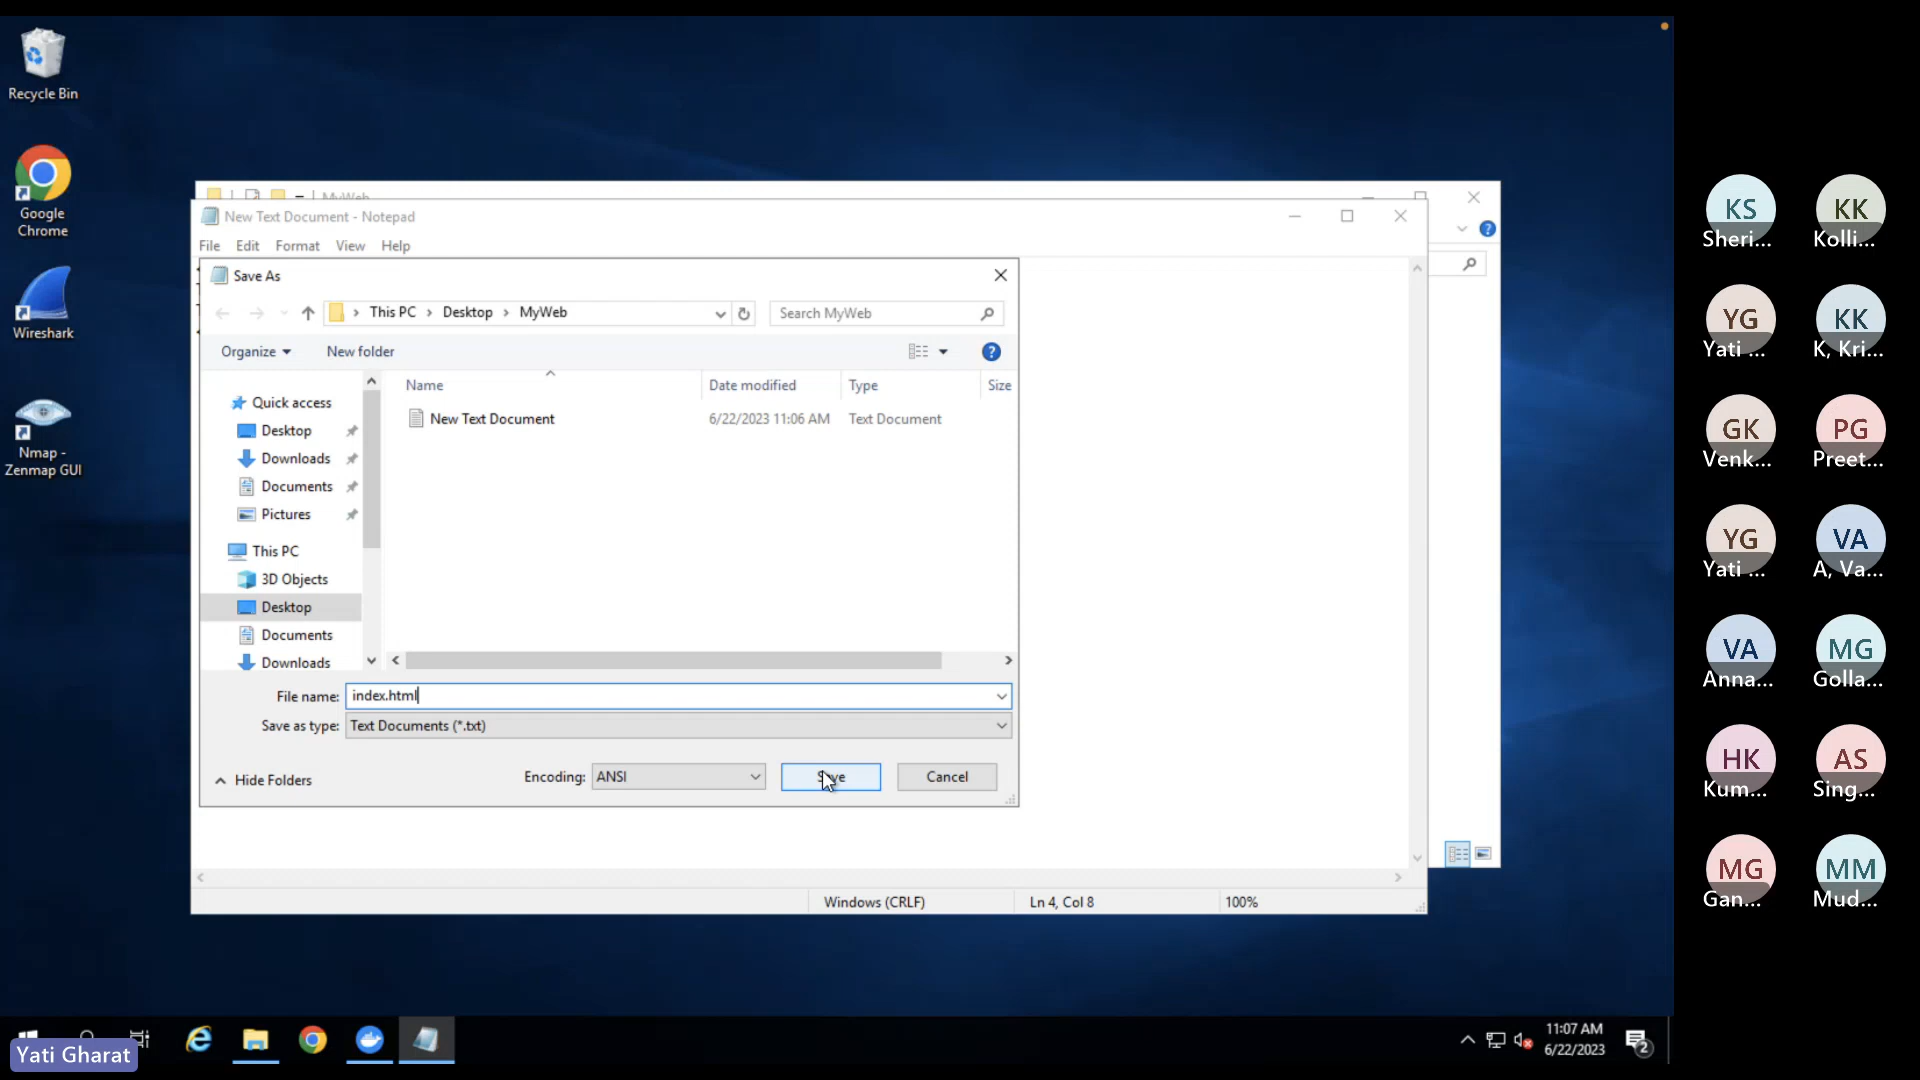 Recycle Bin
Google
Chrome
Wireshark
Nmap -
Zenmap GUI
MyWeb
New Text Document - Notepad
File Edit Format View Help
Save As
This PC > Desktop > MyWeb
Search MyWeb
Organize New folder
Name Date modified Type Size
New Text Document 6/22/2023 11:06 AM Text Document
Quick access
Desktop
Downloads
Documents
Pictures
This PC
3D Objects
Desktop
Documents
Downloads
File name: index.html
Save as type: Text Documents (*.txt)
Hide Folders
Encoding: ANSI
Save
Cancel
Windows (CRLF) Ln 4, Col 8 100%
KS KK
Sheri... Kolli...
YG KK
Yati ... K, Kri...
GK PG
Venk... Preet...
YG VA
Yati ... A, Va...
VA MG
Anna... Golla...
HK AS
Kum... Sing...
MG MM
Gan... Mud...
Yati Gharat
11:07 AM
6/22/2023
2